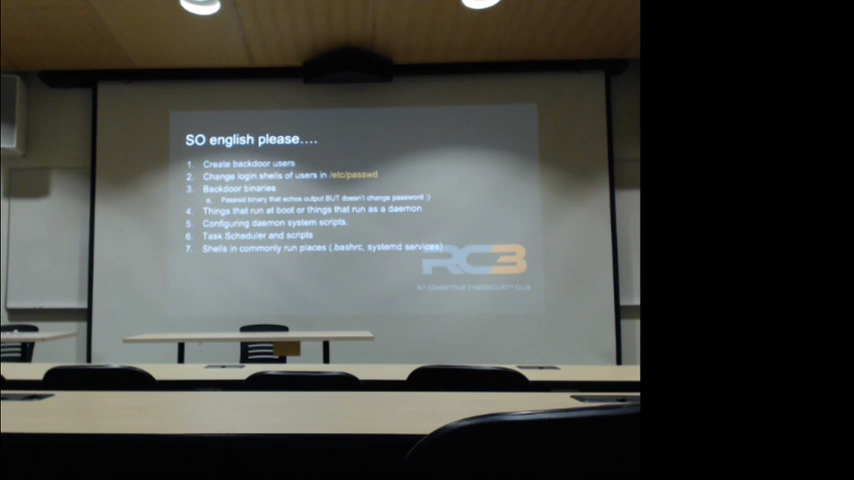 SO english please....
1. Create backdoor users
2. Change login shells of users in /etc/passwd
3. Backdoor binaries
a. Passwd binary that echos output BUT doesn't change password :)
4. Things that run at boot or things that run as a daemon
5. Configuring daemon system scripts.
6. Task Scheduler and scripts
7. Shells in commonly run places (.bashrc, systemd services)
RC3
RIT COMPETITIVE CYBERSECURITY CLUB